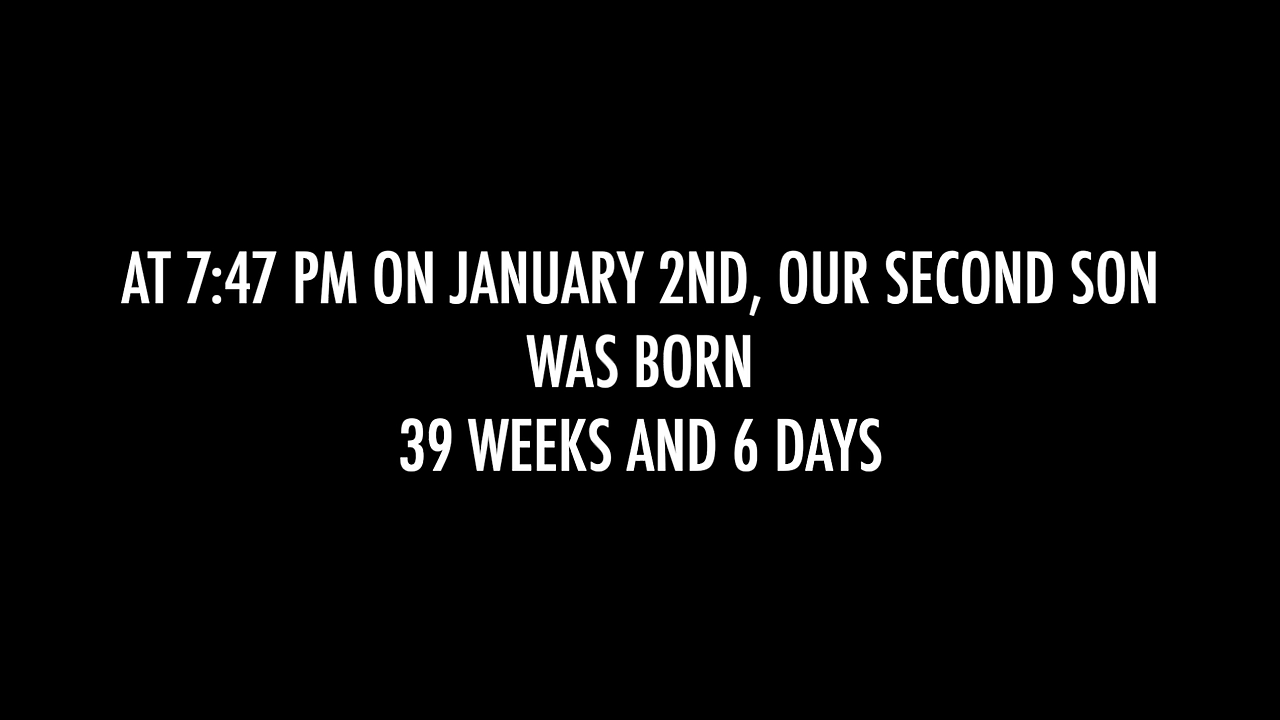 AT 7:47 PM ON JANUARY 2ND, OUR SECOND SON
WAS BORN
39 WEEKS AND 6 DAYS